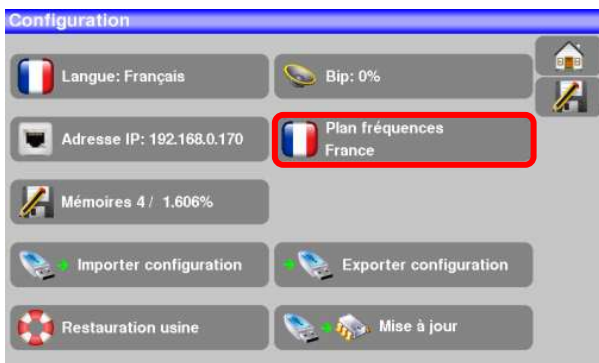 Configuration
Langue: Français
Bip: 0%
Adresse IP: 192.168.0.170
Plan fréquences
France
Mémoires 4 / 1.606%
Importer configuration
Exporter configuration
Restauration usine
Mise à jour